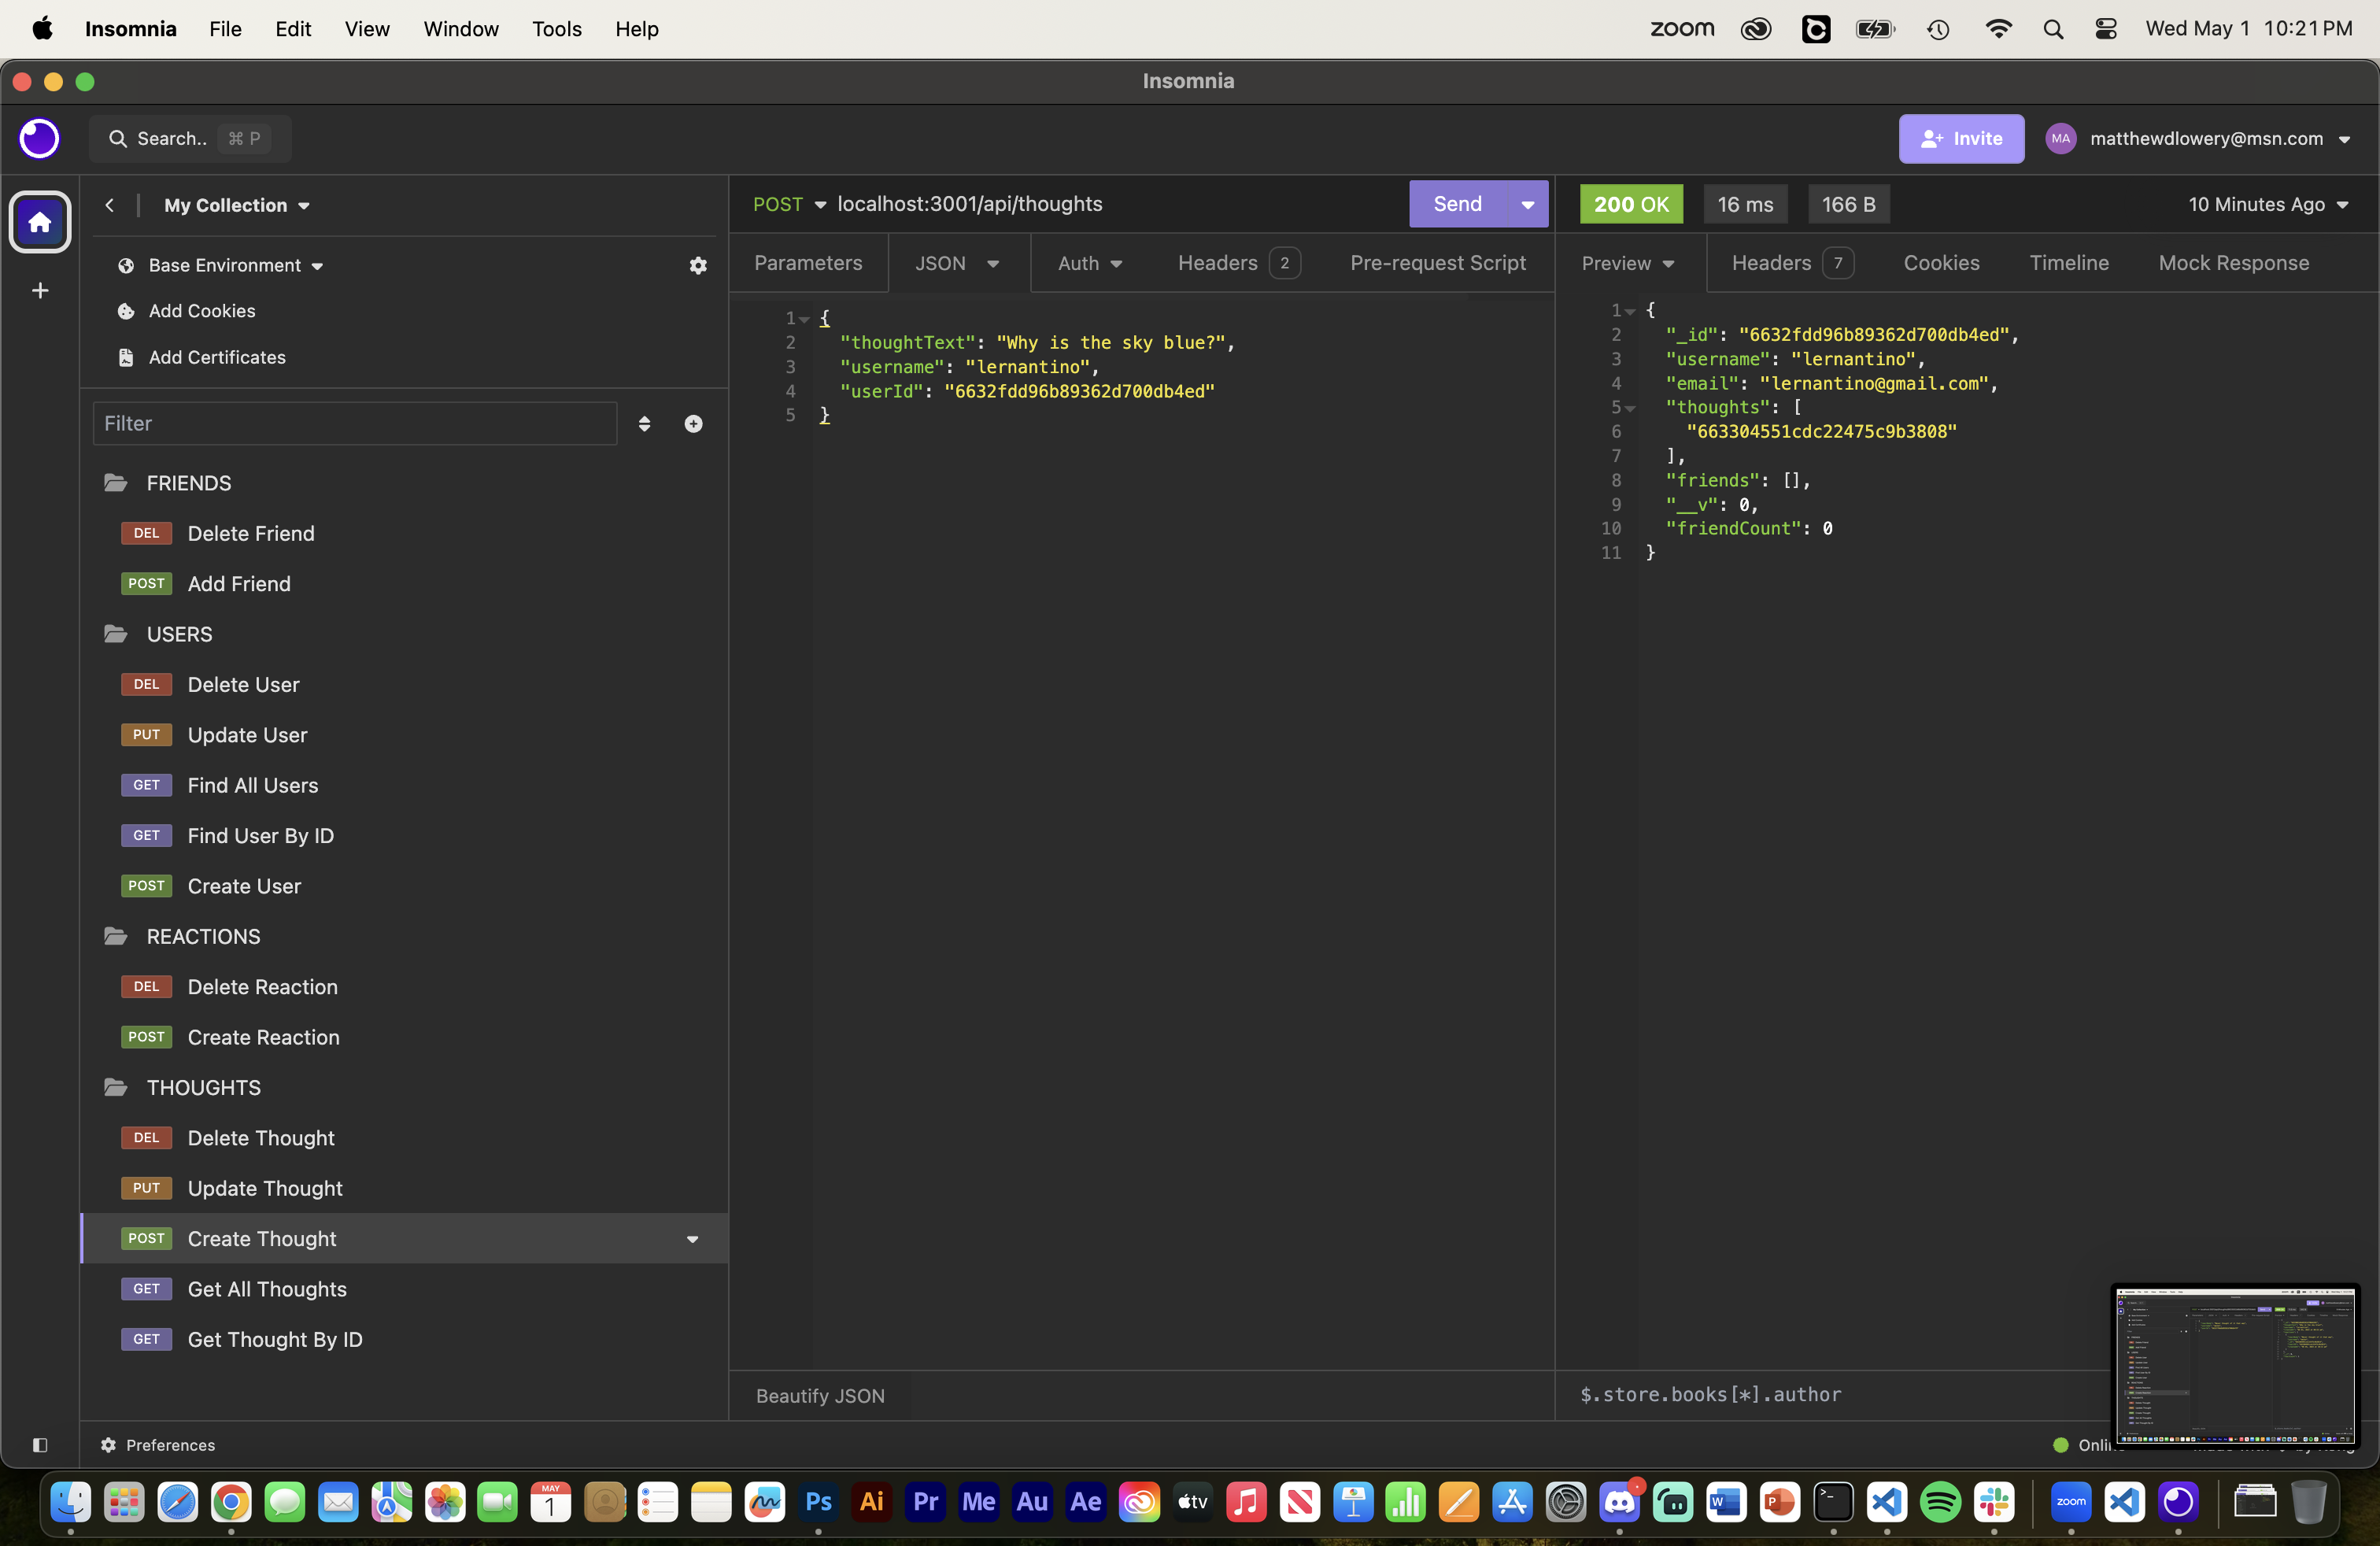 Insomnia File Edit View Window Tools Help zoom Wed May 1 10:21 PM
Insomnia
Search.. ⌘ P Invite MA matthewdlowery@msn.com
My Collection
Base Environment
Add Cookies
Add Certificates
Filter
FRIENDS
DEL Delete Friend
POST Add Friend
USERS
DEL Delete User
PUT Update User
GET Find All Users
GET Find User By ID
POST Create User
REACTIONS
DEL Delete Reaction
POST Create Reaction
THOUGHTS
DEL Delete Thought
PUT Update Thought
POST Create Thought
GET Get All Thoughts
GET Get Thought By ID
Preferences
POST localhost:3001/api/thoughts Send
Parameters JSON Auth Headers 2 Pre-request Script
1 {
2 "thoughtText": "Why is the sky blue?",
3 "username": "lernantino",
4 "userId": "6632fdd96b89362d700db4ed"
5 }
Beautify JSON
200 OK 16 ms 166 B 10 Minutes Ago
Preview Headers 7 Cookies Timeline Mock Response
1 {
2 "_id": "6632fdd96b89362d700db4ed",
3 "username": "lernantino",
4 "email": "lernantino@gmail.com",
5 "thoughts": [
6 "663304551cdc22475c9b3808"
7 ],
8 "friends": [],
9 "__v": 0,
10 "friendCount": 0
11 }
$.store.books[*].author
MAY 1 Ps Ai Pr Me Au Ae tv W P zoom